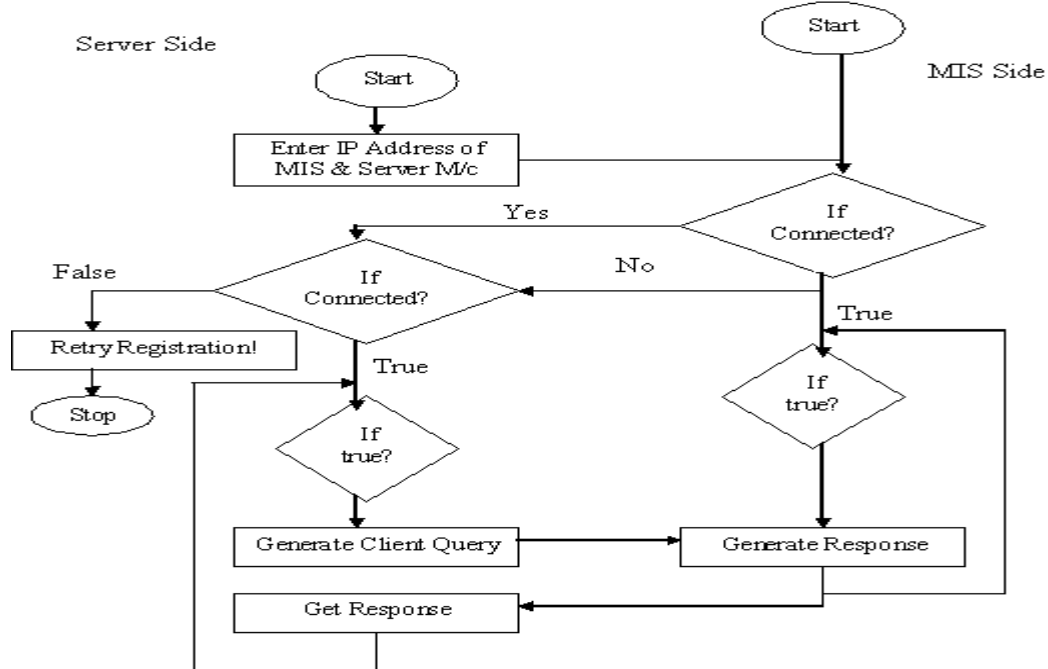 Start
Server Side
Start
MIS Side
Enter IP Address of
MIS & Server M/c
Yes
If
Connected?
False
If
Connected?
No
True
Retry Registration!
True
If
true?
Stop
If
true?
Generate Client Query
Generate Response
Get Response